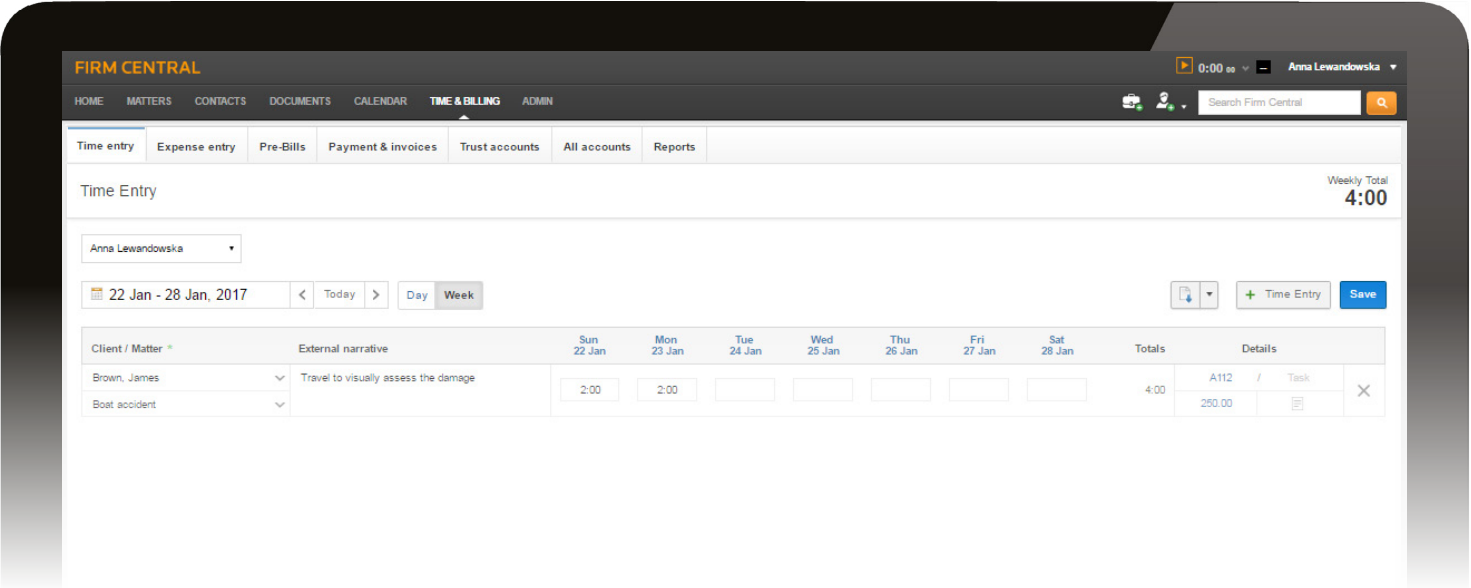 FIRM CENTRAL
0:00 00
Anna Lewandowska
HOME MATTERS CONTACTS DOCUMENTS CALENDAR TIME & BILLING ADMIN
Search Firm Central
Time entry Expense entry Pre-Bills Payment & invoices Trust accounts All accounts Reports
Time Entry
Weekly Total
4:00
Anna Lewandowska
22 Jan - 28 Jan, 2017 < Today > Day Week + Time Entry Save
Client / Matter * External narrative Sun Mon Tue Wed Thu Fri Sat Totals Details
22 Jan 23 Jan 24 Jan 25 Jan 26 Jan 27 Jan 28 Jan
Brown, James Travel to visually assess the damage A112 / Task
2:00 2:00 4:00
Boat accident 250.00